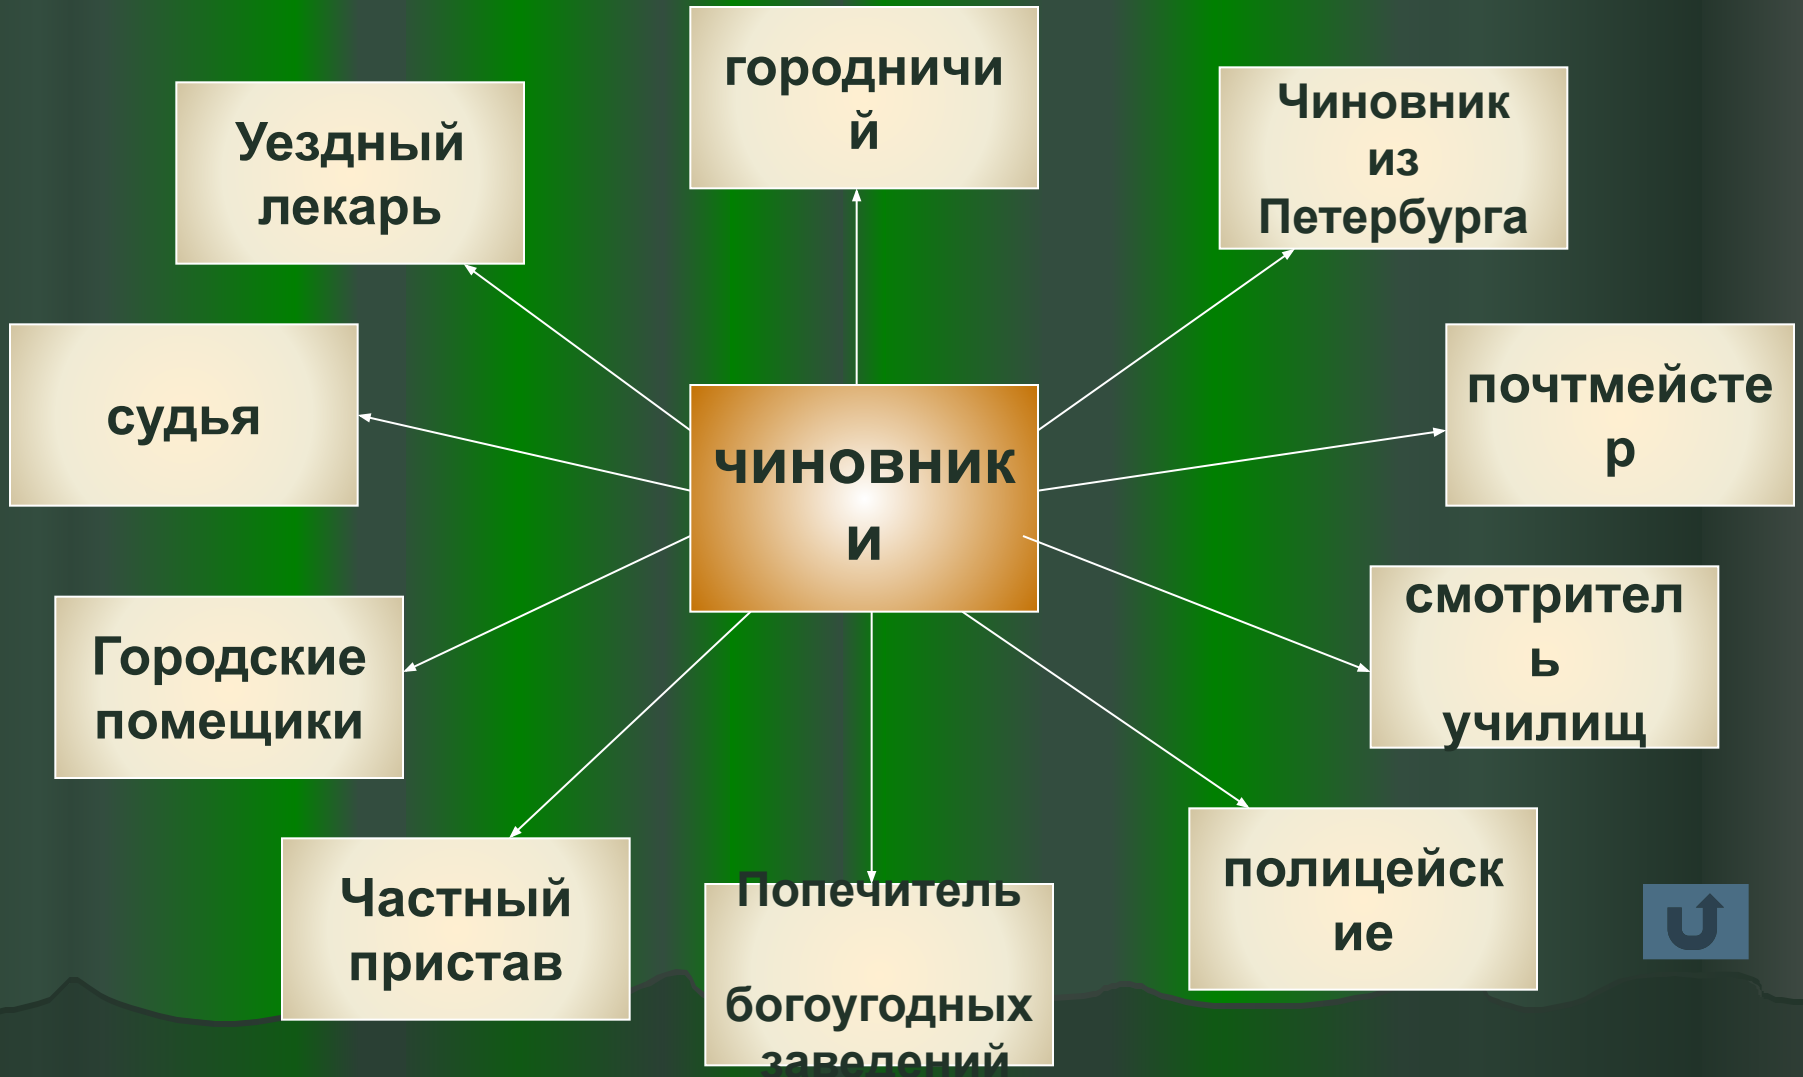 городничи
й
Уездный
лекарь
Чиновник
из
Петербурга
судья
почтмейсте
р
чиновник
и
Городские
помещики
смотрител
ь
училищ
Частный
пристав
Попечитель
богоугодных
заведений
полицейск
ие